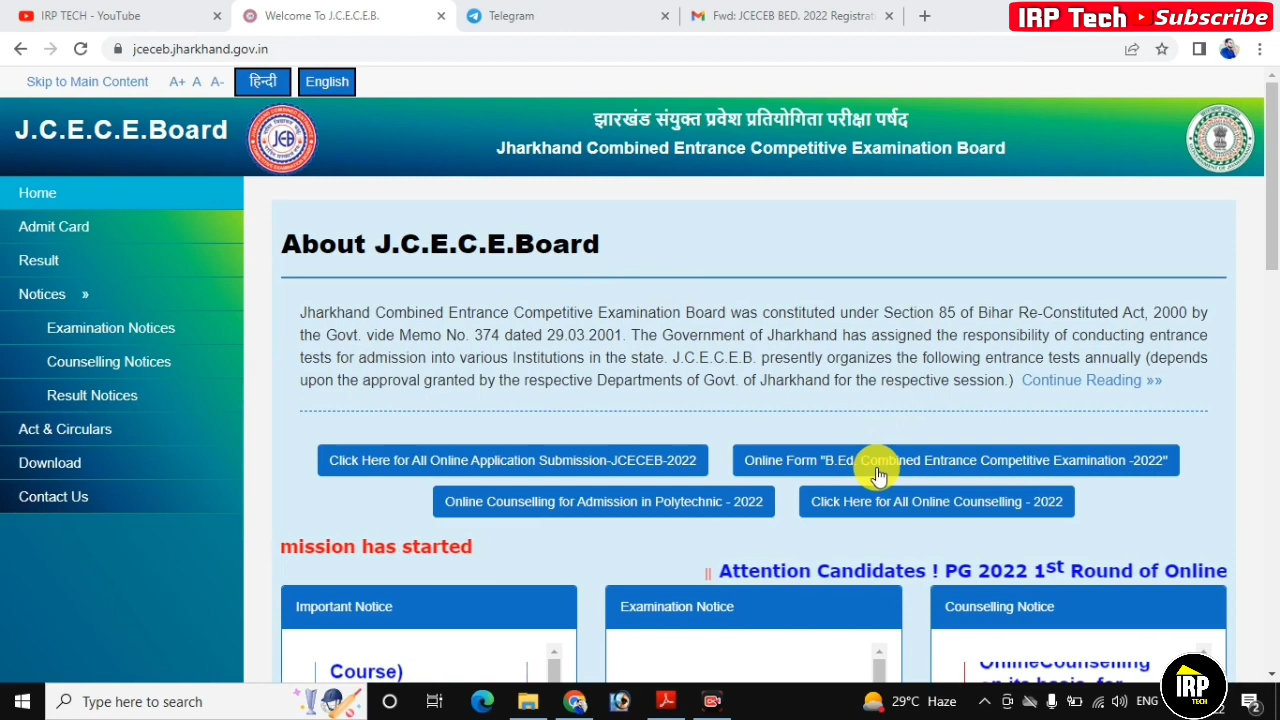 IRP TECH - YouTube
Welcome To J.C.E.C.E.B.
Telegram
Fwd: JCECEB BED. 2022 Registrat
IRP Tech Subscribe
jceceb.jharkhand.gov.in
Skip to Main Content A+ A A- हिन्दी English
J.C.E.C.E.Board
JEB
झारखंड संयुक्त प्रवेश प्रतियोगिता परीक्षा पर्षद
Jharkhand Combined Entrance Competitive Examination Board
Home
Admit Card
Result
Notices »
Examination Notices
Counselling Notices
Result Notices
Act & Circulars
Download
Contact Us
About J.C.E.C.E.Board
Jharkhand Combined Entrance Competitive Examination Board was constituted under Section 85 of Bihar Re-Constituted Act, 2000 by
the Govt. vide Memo No. 374 dated 29.03.2001. The Government of Jharkhand has assigned the responsibility of conducting entrance
tests for admission into various Institutions in the state. J.C.E.C.E.B. presently organizes the following entrance tests annually (depends
upon the approval granted by the respective Departments of Govt. of Jharkhand for the respective session.) Continue Reading »»
Click Here for All Online Application Submission-JCECEB-2022
Online Form "B.Ed. Combined Entrance Competitive Examination -2022"
Online Counselling for Admission in Polytechnic - 2022
Click Here for All Online Counselling - 2022
mission has started
|| Attention Candidates ! PG 2022 1st Round of Online
Important Notice
Examination Notice
Counselling Notice
Course)
OnlineCounselling
Type here to search
29°C Haze
2
IRP
TECH